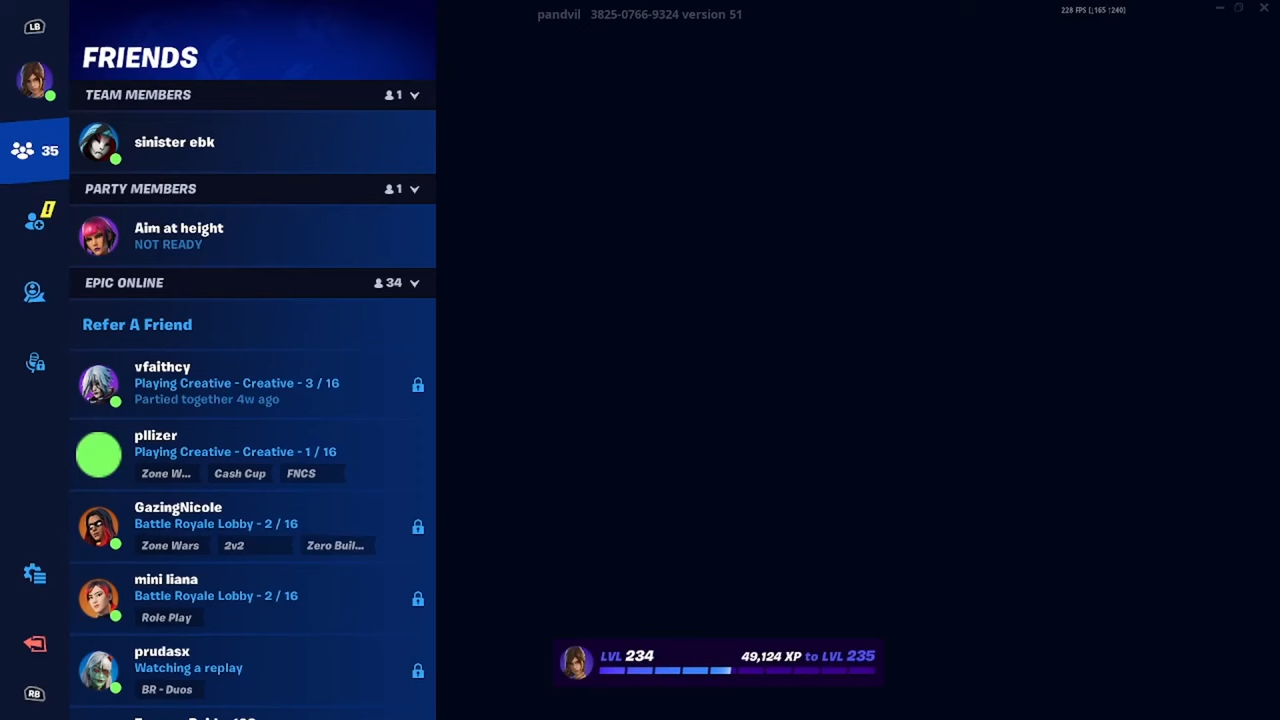 pandvil 3825-0766-9324 version 51
LB
FRIENDS
TEAM MEMBERS 1
sinister ebk
35
PARTY MEMBERS 1
Aim at height
NOT READY
EPIC ONLINE 34
Refer A Friend
vfaithcy
Playing Creative - Creative - 3 / 16
Partied together 4w ago
pllizer
Playing Creative - Creative - 1 / 16
Zone W... Cash Cup FNCS
GazingNicole
Battle Royale Lobby - 2 / 16
Zone Wars 2v2 Zero Buil...
mini liana
Battle Royale Lobby - 2 / 16
Role Play
prudasx
Watching a replay
BR - Duos
RB
LVL 234 49,124 XP to LVL 235